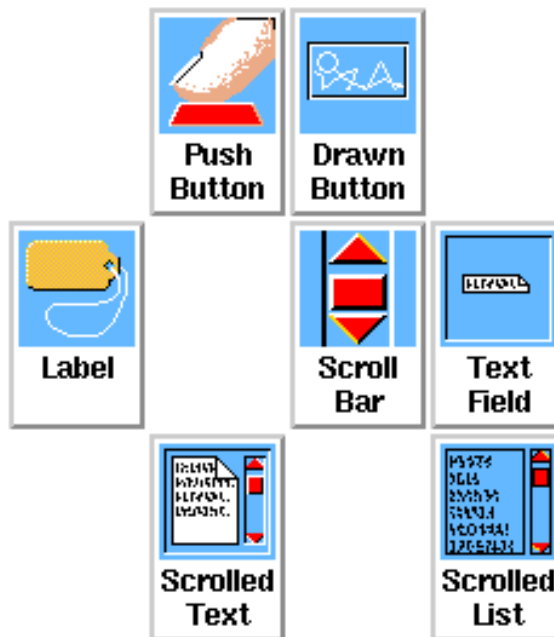 Push
Button
Drawn
Button
Label
Scroll
Bar
Text
Field
Scrolled
Text
Scrolled
List